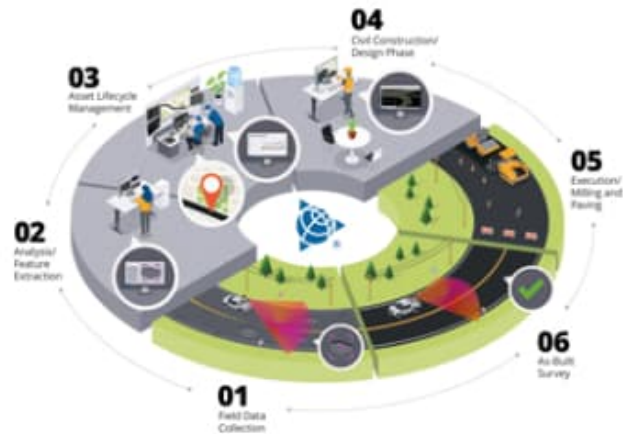 01
Field Data
Collection
02
Analysis/
Feature
Extraction
03
Asset Lifecycle
Management
04
Civil Construction/
Design Phase
05
Execution/
Milling and
Paving
06
As-Built
Survey
®